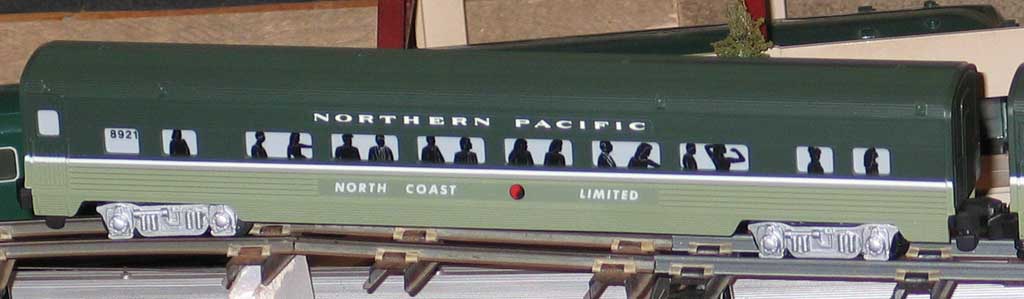 NORTHERN PACIFIC
8921
NORTH COAST LIMITED